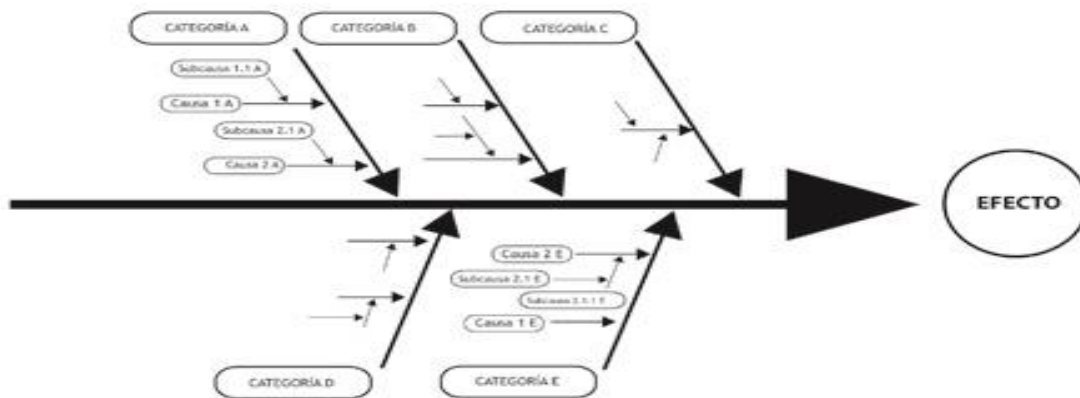 CATEGORÍA A
CATEGORÍA B
CATEGORÍA C
Subcausa 1.1 A
Causa 1 A
Subcausa 2.1 A
Causa 2 A
EFECTO
Causa 2 E
Subcausa 2.1 E
Subcausa 2.1.1 E
Causa 1 E
CATEGORÍA D
CATEGORÍA E